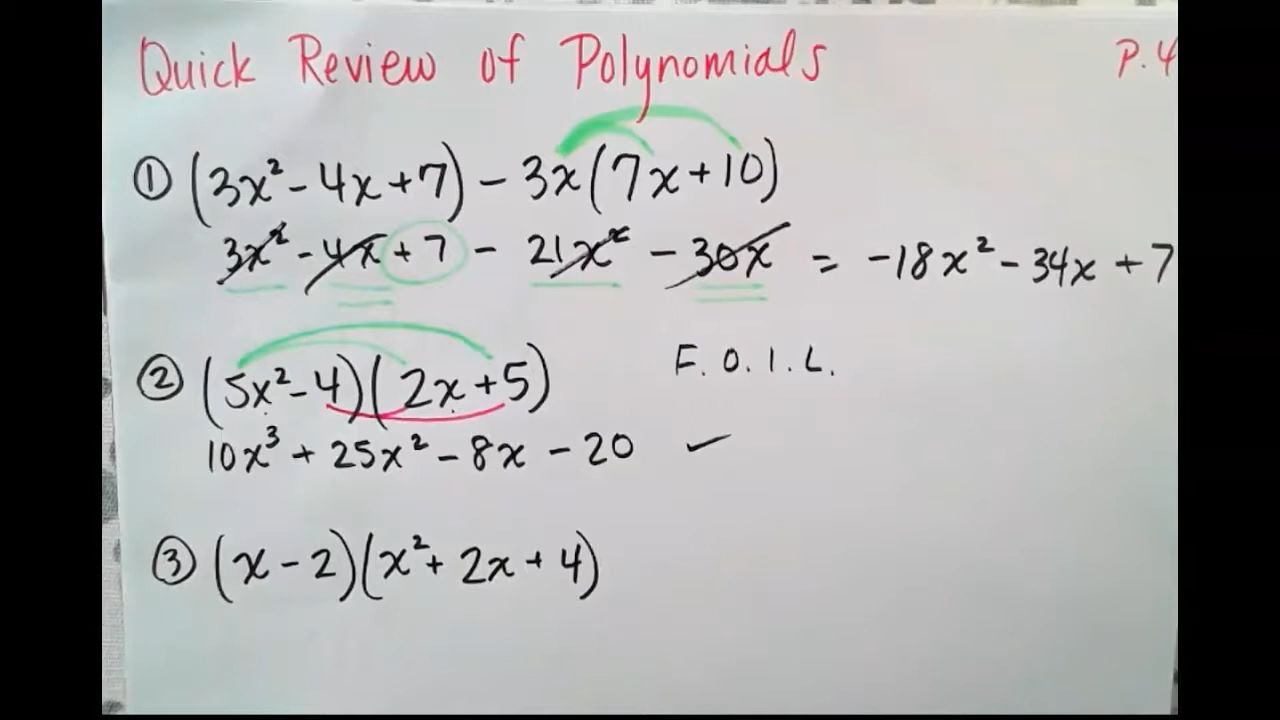 Quick Review of Polynomials P.4
① (3x² - 4x + 7) - 3x(7x + 10)
3x² - 4x + 7 - 21x² - 30x = -18x² - 34x + 7
② (5x² - 4)(2x + 5) F.O.I.L.
10x³ + 25x² - 8x - 20 ✓
③ (x - 2)(x² + 2x + 4)